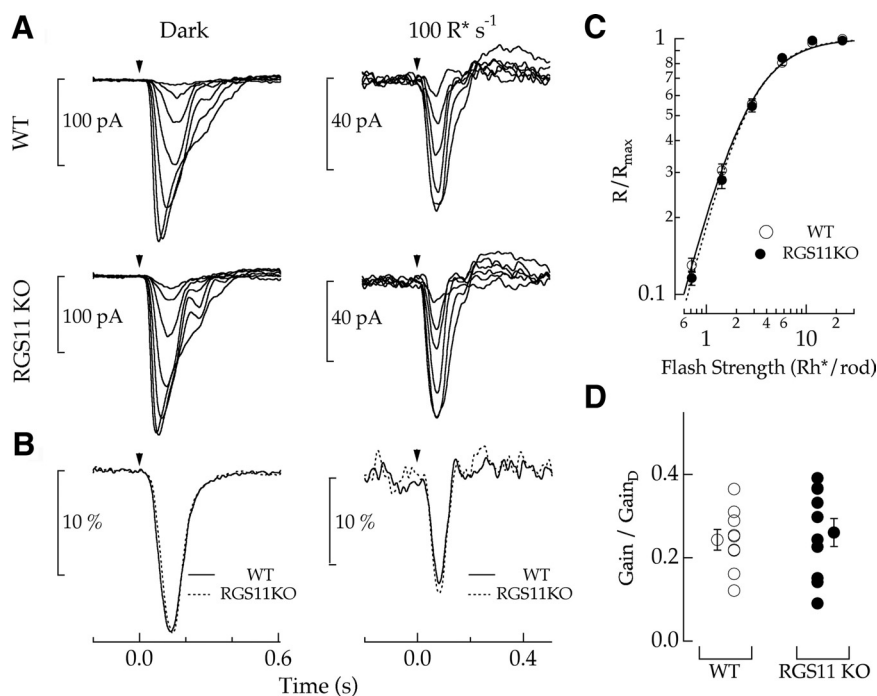 A
Dark
100 R* s⁻¹
WT
100 pA
40 pA
RGS11 KO
100 pA
40 pA
B
10 %
10 %
WT
RGS11KO
WT
RGS11KO
0.0
0.6
0.0
0.4
Time (s)
C
R/Rmax
1
8
7
6
5
4
3
2
0.1
WT
RGS11KO
6
1
2
4
6
10
2
Flash Strength (Rh*/rod)
D
Gain / GainD
0.4
0.2
0.0
WT
RGS11 KO